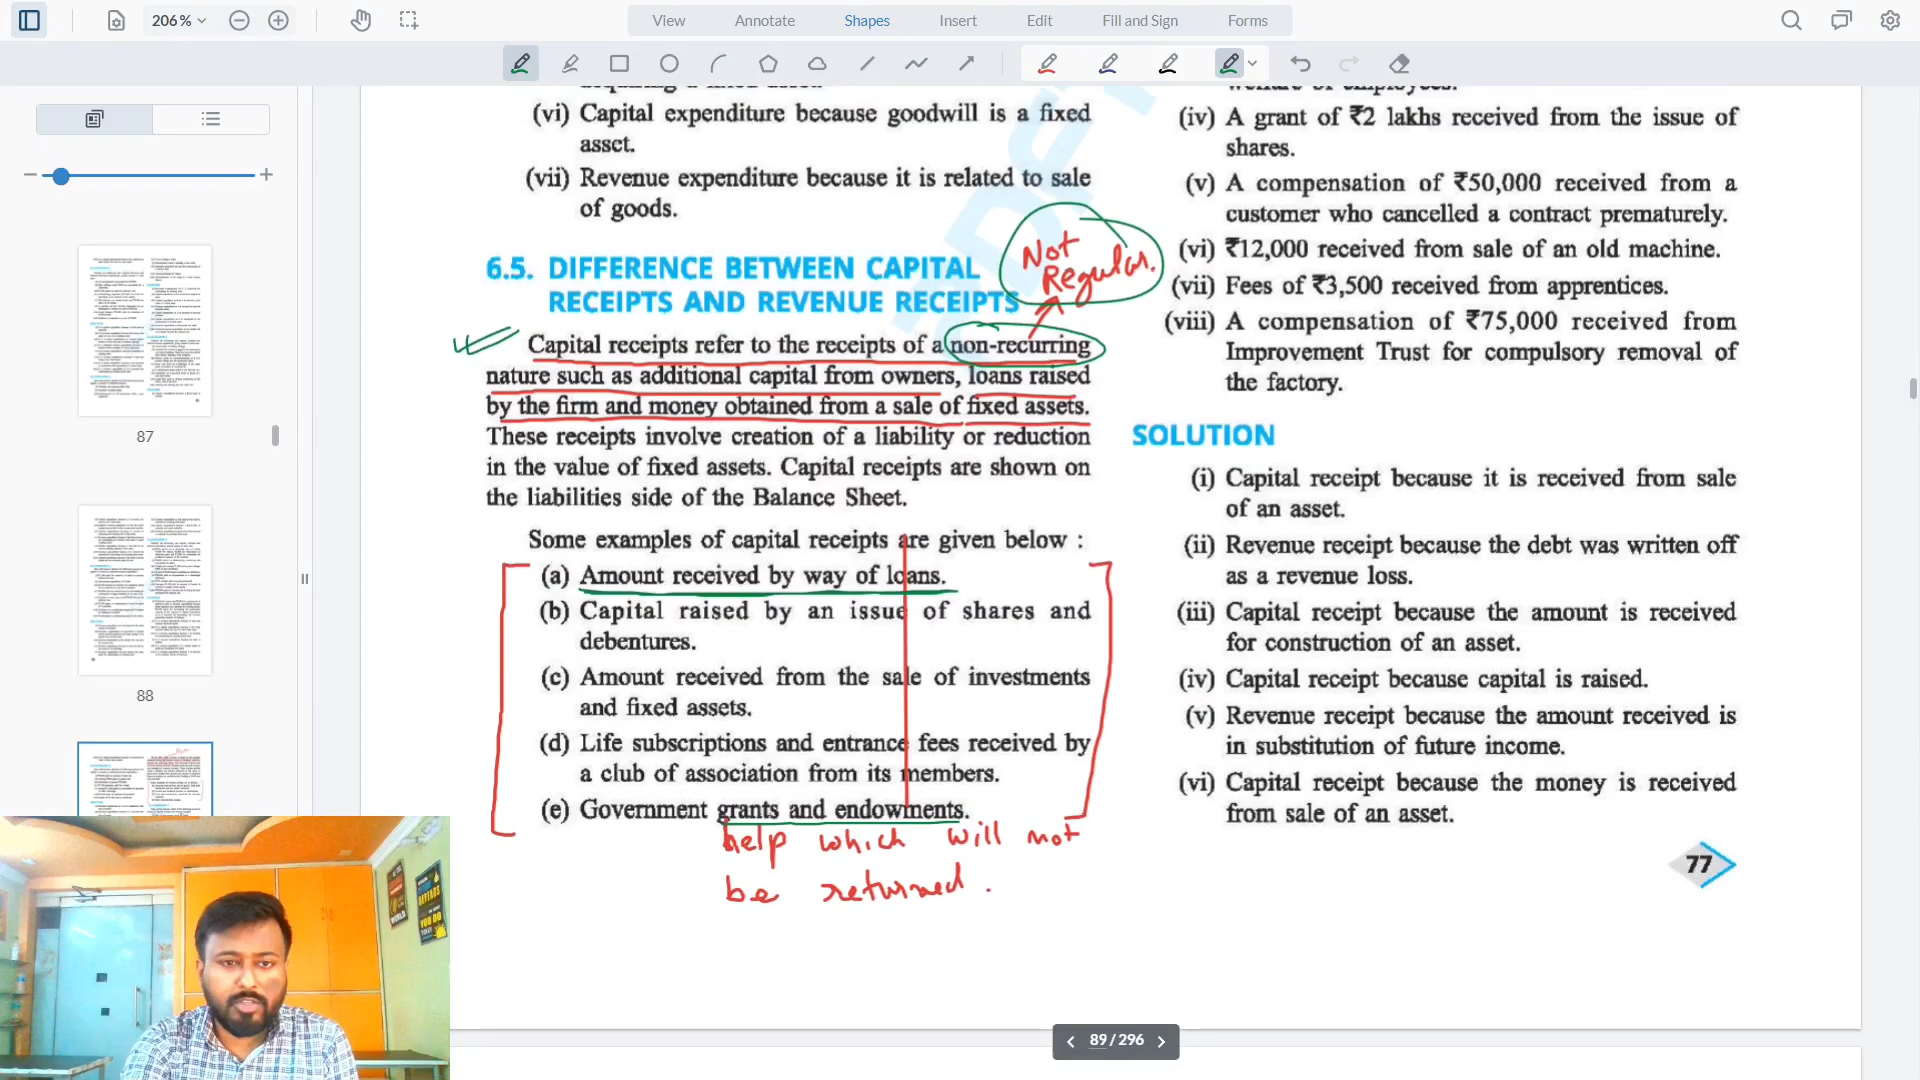 206 %
View
Annotate
Shapes
Insert
Edit
Fill and Sign
Forms
87
88
(vi) Capital expenditure because goodwill is a fixed
asset.
(vii) Revenue expenditure because it is related to sale
of goods.
Not
Regular.
6.5. DIFFERENCE BETWEEN CAPITAL
RECEIPTS AND REVENUE RECEIPTS
Capital receipts refer to the receipts of a non-recurring
nature such as additional capital from owners, loans raised
by the firm and money obtained from a sale of fixed assets.
These receipts involve creation of a liability or reduction
in the value of fixed assets. Capital receipts are shown on
the liabilities side of the Balance Sheet.
Some examples of capital receipts are given below :
(a) Amount received by way of loans.
(b) Capital raised by an issue of shares and
debentures.
(c) Amount received from the sale of investments
and fixed assets.
(d) Life subscriptions and entrance fees received by
a club of association from its members.
(e) Government grants and endowments.
help which will not
be returned.
welfare of employees.
(iv) A grant of ₹2 lakhs received from the issue of
shares.
(v) A compensation of ₹50,000 received from a
customer who cancelled a contract prematurely.
(vi) ₹12,000 received from sale of an old machine.
(vii) Fees of ₹3,500 received from apprentices.
(viii) A compensation of ₹75,000 received from
Improvement Trust for compulsory removal of
the factory.
SOLUTION
(i) Capital receipt because it is received from sale
of an asset.
(ii) Revenue receipt because the debt was written off
as a revenue loss.
(iii) Capital receipt because the amount is received
for construction of an asset.
(iv) Capital receipt because capital is raised.
(v) Revenue receipt because the amount received is
in substitution of future income.
(vi) Capital receipt because the money is received
from sale of an asset.
77
89 / 296